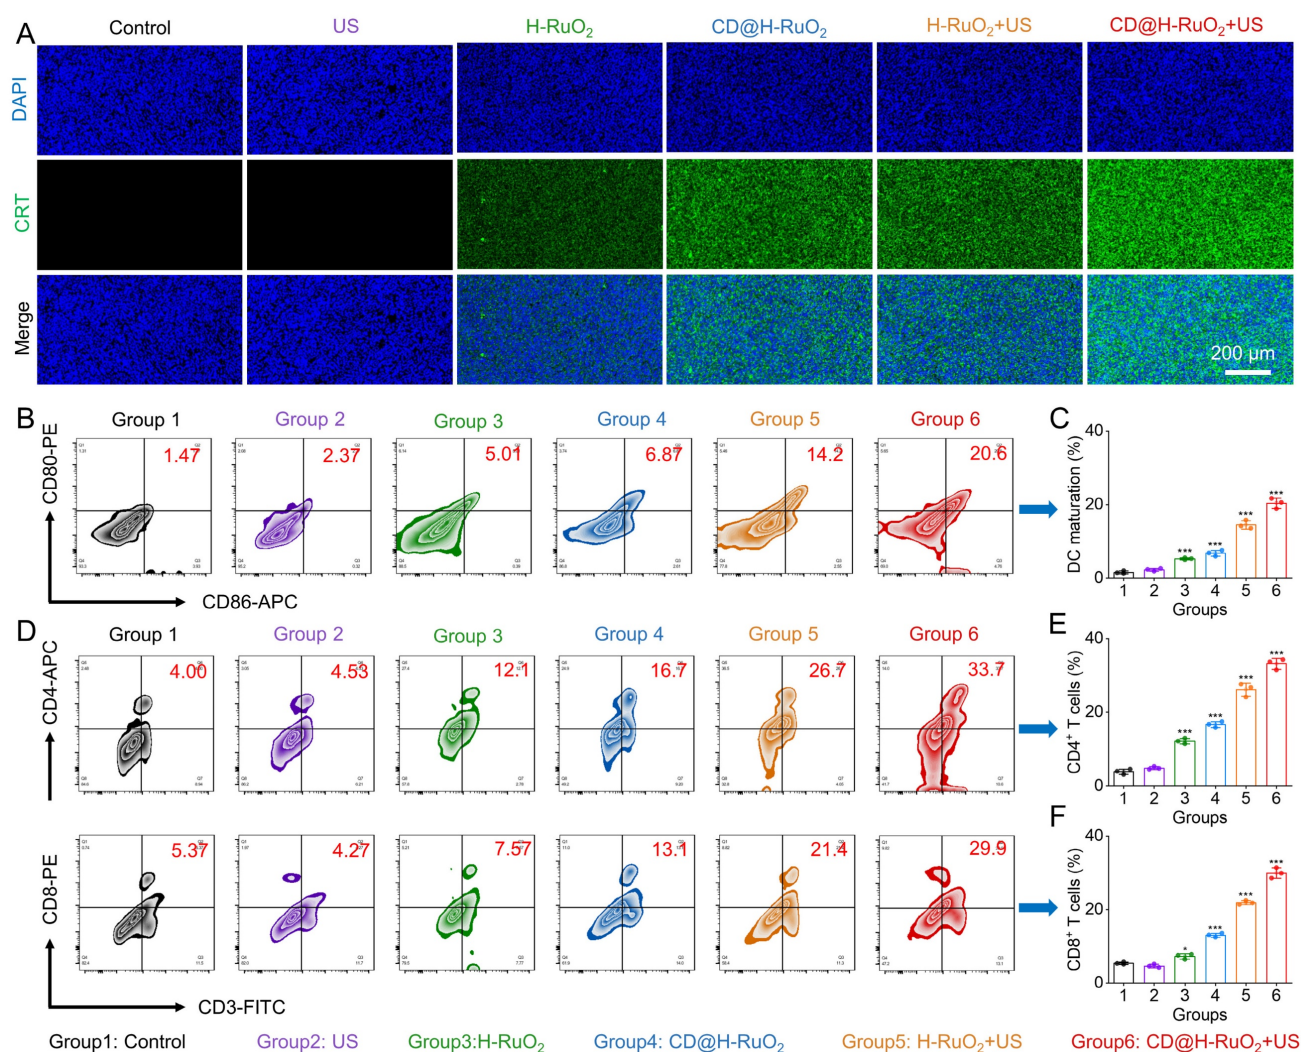 A
Control
US
H-RuO₂
CD@H-RuO₂
H-RuO₂+US
CD@H-RuO₂+US
DAPI
CRT
Merge
200 μm
B
Group 1
Group 2
Group 3
Group 4
Group 5
Group 6
CD80-PE
1.47
2.37
5.01
6.87
14.2
20.6
CD86-APC
C
DC maturation (%)
40
20
0
***
***
***
***
1 2 3 4 5 6
Groups
D
Group 1
Group 2
Group 3
Group 4
Group 5
Group 6
CD4-APC
4.00
4.53
12.1
16.7
26.7
33.7
E
CD4⁺ T cells (%)
40
20
0
***
***
***
***
1 2 3 4 5 6
Groups
CD8-PE
5.37
4.27
7.57
13.1
21.4
29.9
CD3-FITC
F
CD8⁺ T cells (%)
40
20
0
*
***
***
***
1 2 3 4 5 6
Groups
Group1: Control
Group2: US
Group3:H-RuO₂
Group4: CD@H-RuO₂
Group5: H-RuO₂+US
Group6: CD@H-RuO₂+US